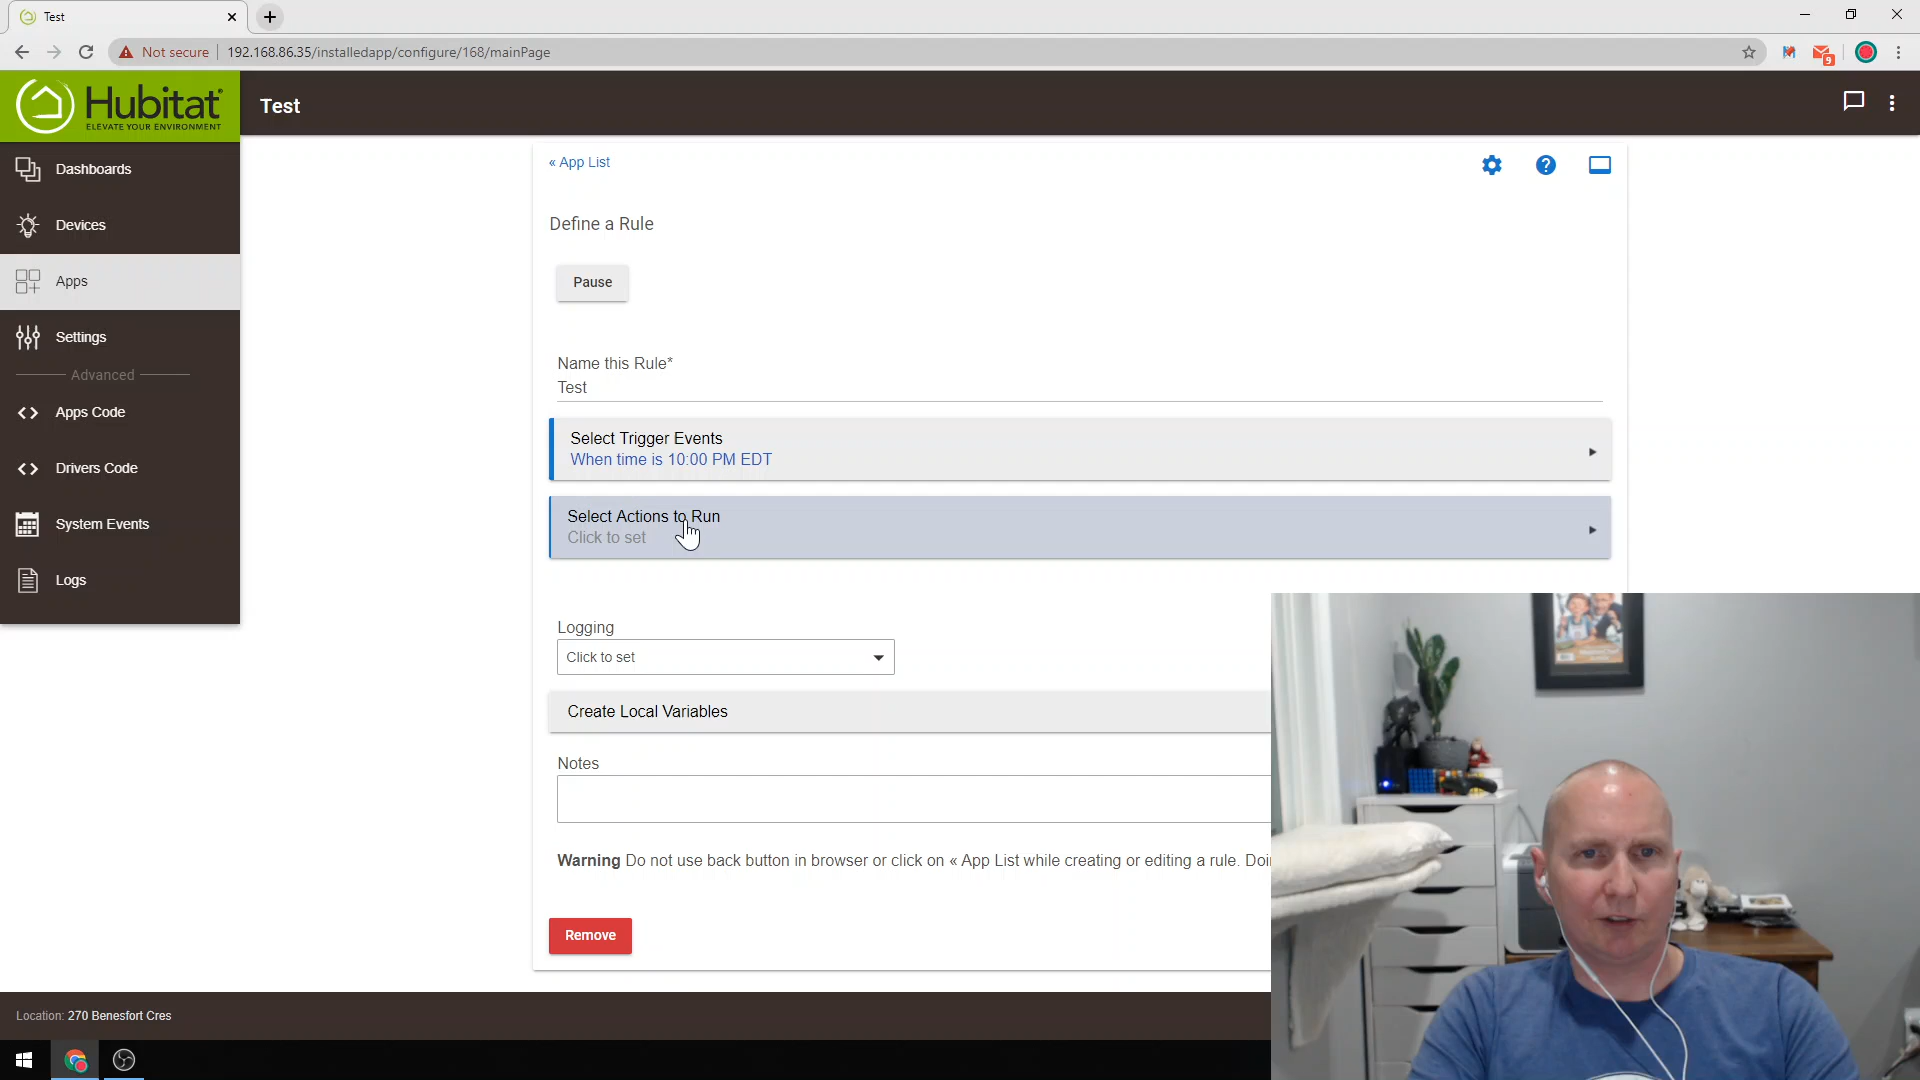 Test
Not secure
192.168.86.35/installedapp/configure/168/mainPage
9
Hubitat
ELEVATE YOUR ENVIRONMENT
Test
Dashboards
Devices
Apps
Settings
Advanced
Apps Code
Drivers Code
System Events
Logs
« App List
Define a Rule
Pause
Name this Rule*
Test
Select Trigger Events
When time is 10:00 PM EDT
Select Actions to Run
Click to set
Logging
Click to set
Create Local Variables
Notes
Warning Do not use back button in browser or click on « App List while creating or editing a rule. Doi
Remove
Location: 270 Benesfort Cres